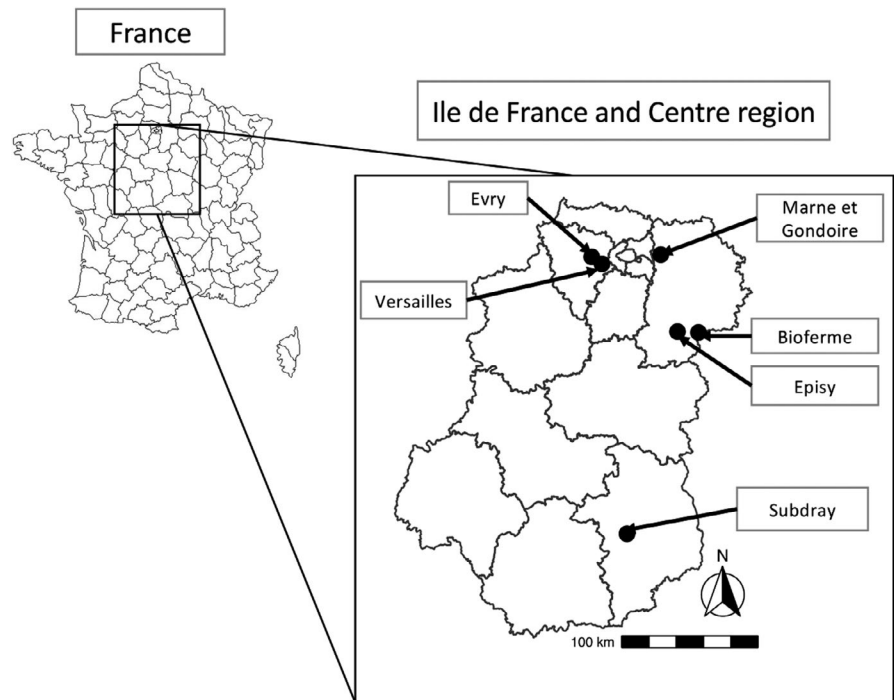 France
Ile de France and Centre region
Evry
Marne et
Gondoire
Versailles
Bioferme
Episy
Subdray
N
100 km